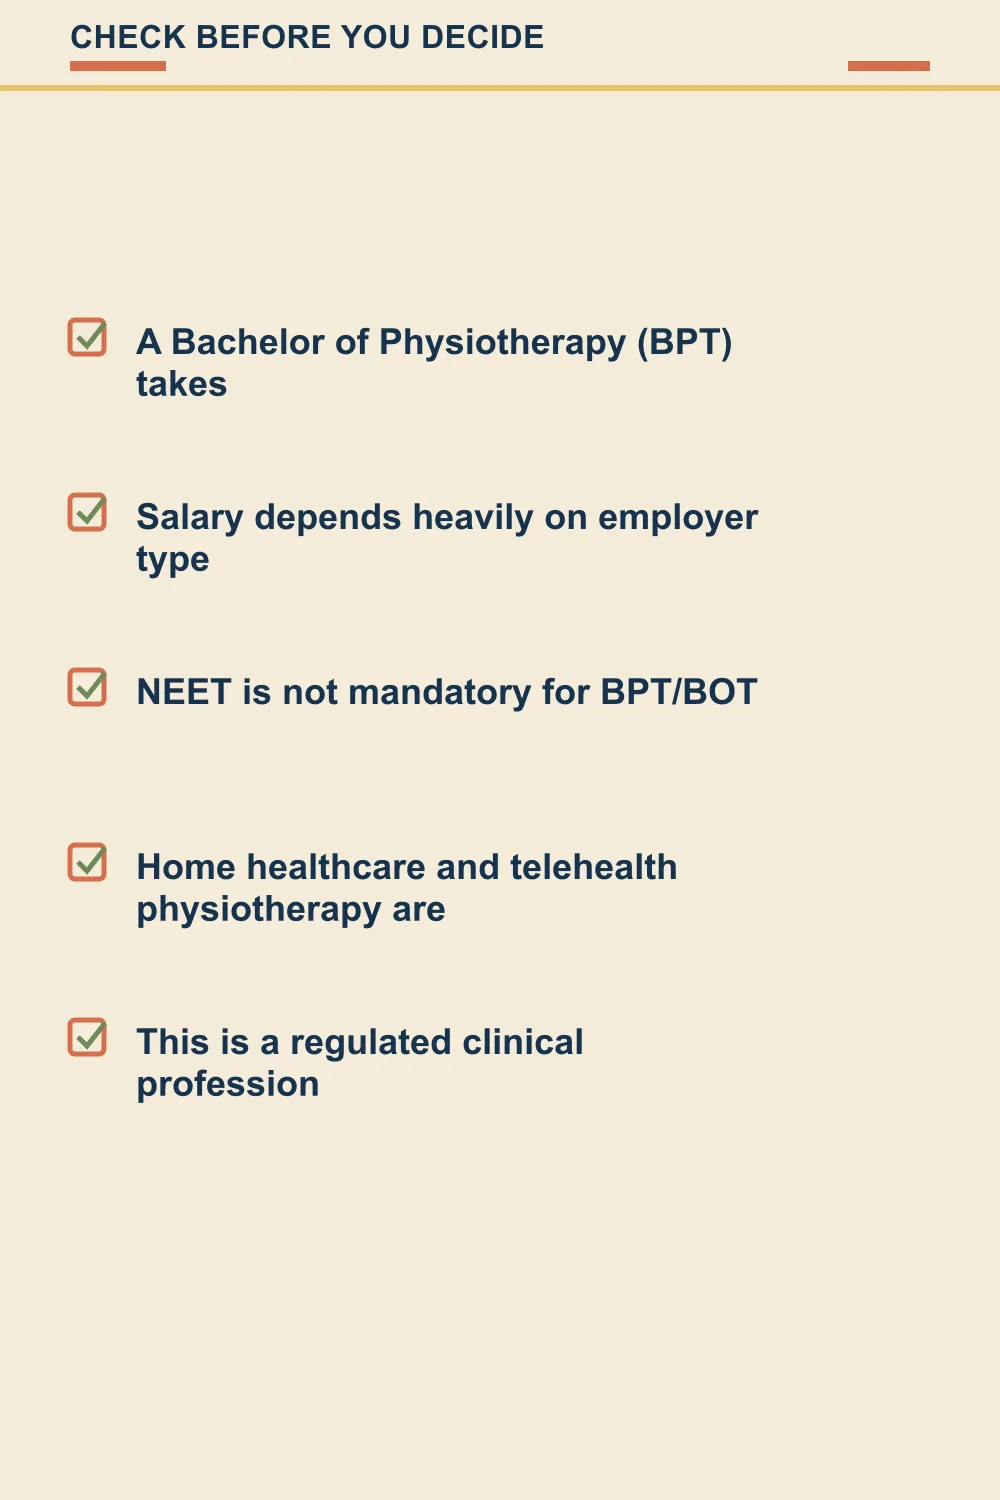 CHECK BEFORE YOU DECIDE
A Bachelor of Physiotherapy (BPT)
takes
Salary depends heavily on employer
type
NEET is not mandatory for BPT/BOT
Home healthcare and telehealth
physiotherapy are
This is a regulated clinical
profession